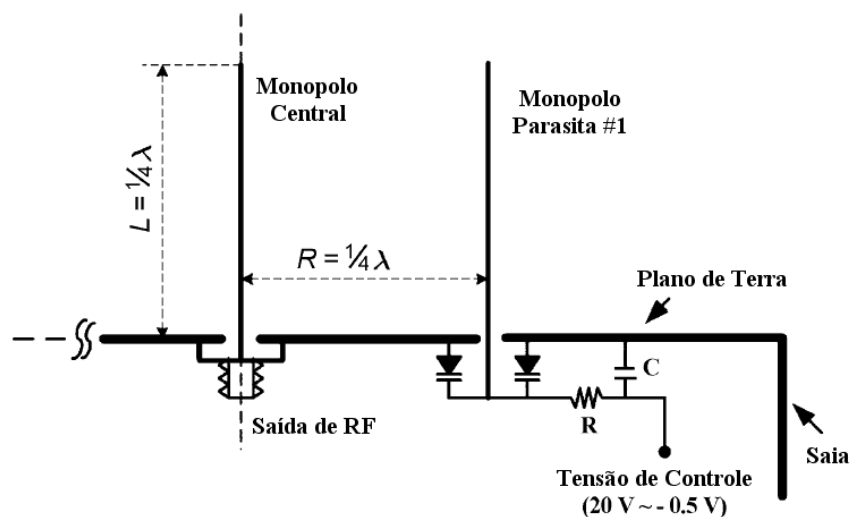 Monopolo
Central
Monopolo
Parasita #1
L = ¼ λ
R = ¼ λ
Plano de Terra
C
R
Saída de RF
Saia
Tensão de Controle
(20 V ~ - 0.5 V)